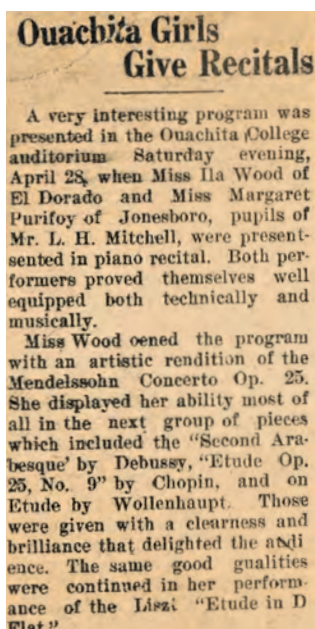 Ouachita Girls
Give Recitals
A very interesting program was
presented in the Ouachita College
auditorium Saturday evening,
April 28, when Miss Ila Wood of
El Dorado and Miss Margaret
Purifoy of Jonesboro, pupils of
Mr. L. H. Mitchell, were present-
sented in piano recital. Both per-
formers proved themselves well
equipped both technically and
musically.
Miss Wood oened the program
with an artistic rendition of the
Mendelssohn Concerto Op. 25.
She displayed her ability most of
all in the next group of pieces
which included the "Second Ara-
besque' by Debussy, "Etude Op.
25, No. 9" by Chopin, and on
Etude by Wollenhaupt. Those
were given with a clearness and
brilliance that delighted the audi
ence. The same good qualities
were continued in her perform-
ance of the Liszt "Etude in D
Flat."